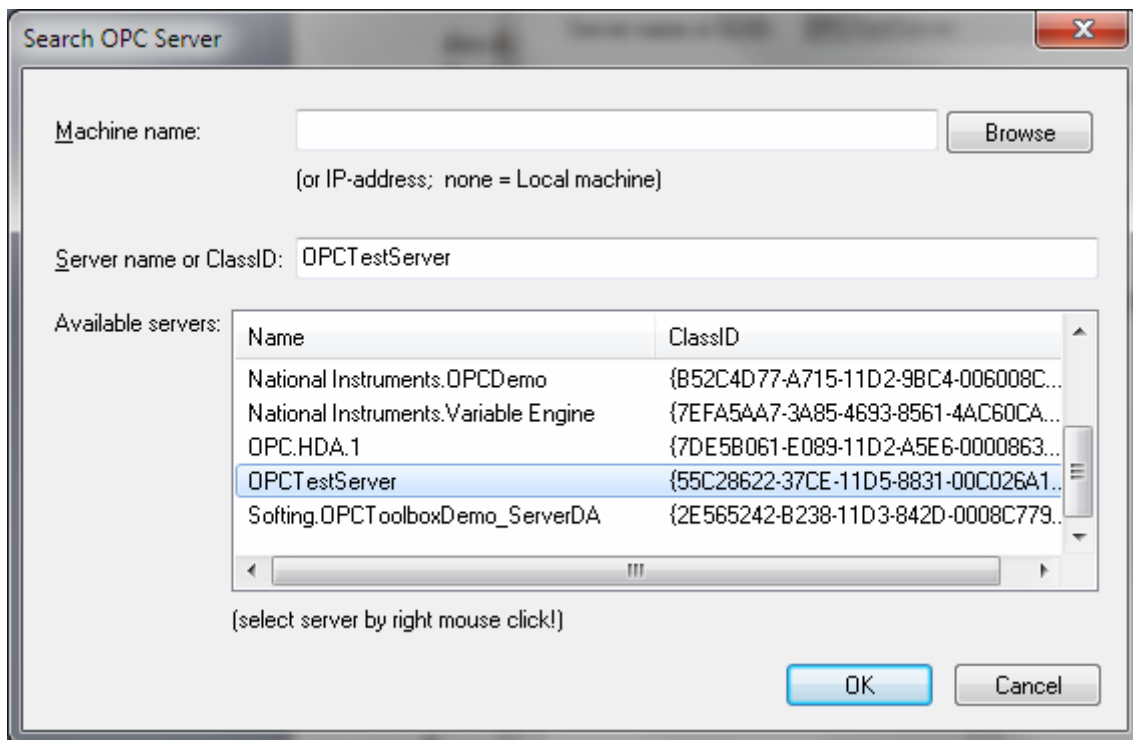 Search OPC Server
Machine name:
Browse
(or IP-address; none = Local machine)
Server name or ClassID: OPCTestServer
Available servers:
Name ClassID
National Instruments.OPCDemo {B52C4D77-A715-11D2-9BC4-006008C...
National Instruments.Variable Engine {7EFA5AA7-3A85-4693-8561-4AC60CA...
OPC.HDA.1 {7DE5B061-E089-11D2-A5E6-0000863...
OPCTestServer {55C28622-37CE-11D5-8831-00C026A1...
Softing.OPCToolboxDemo_ServerDA {2E565242-B238-11D3-842D-0008C779...
(select server by right mouse click!)
OK Cancel